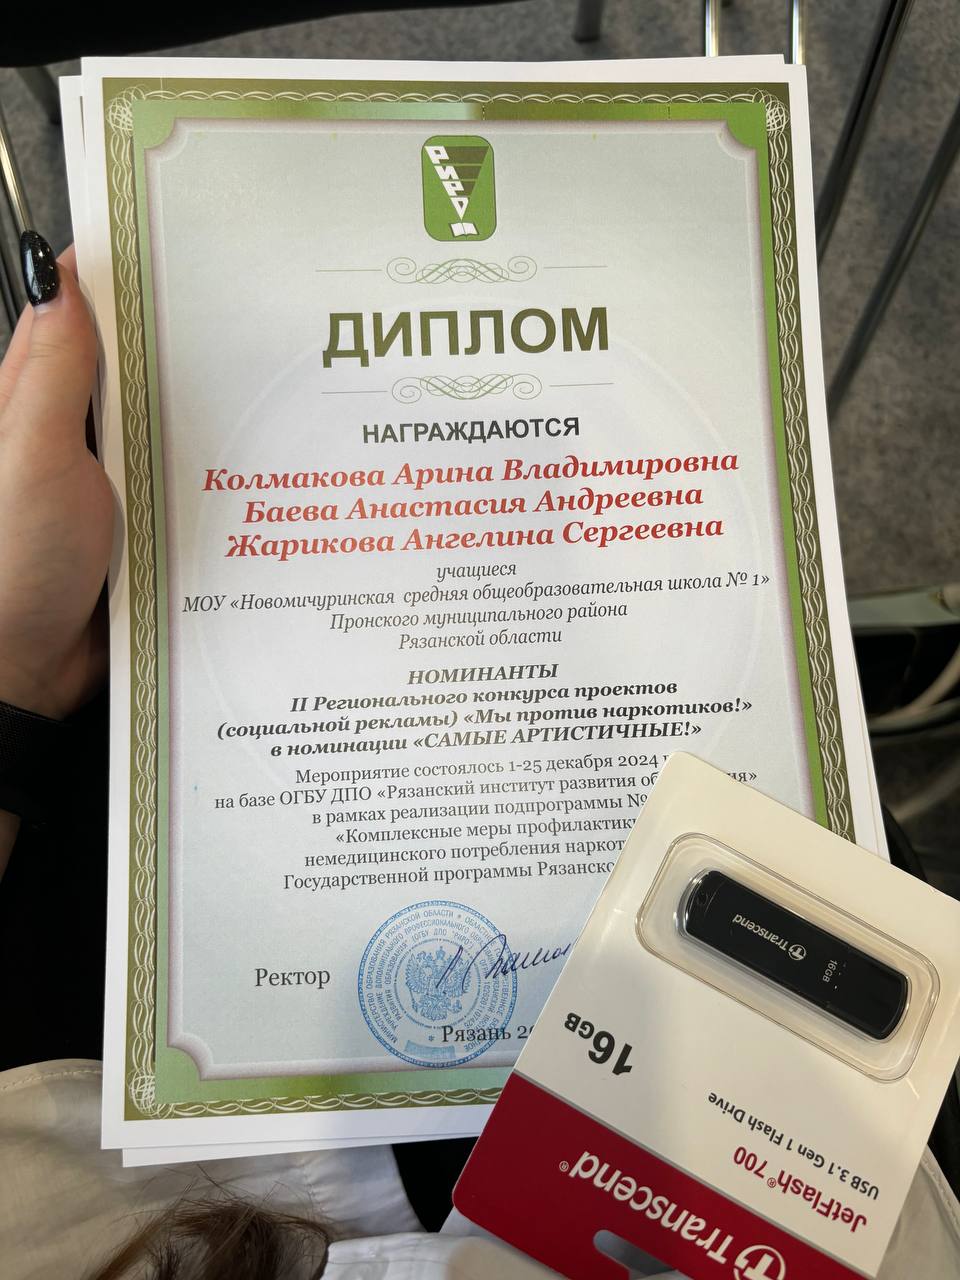 РИРО
ДИПЛОМ
НАГРАЖДАЮТСЯ
Колмакова Арина Владимировна
Баева Анастасия Андреевна
Жарикова Ангелина Сергеевна
учащиеся
МОУ «Новомичуринская средняя общеобразовательная школа № 1»
Пронского муниципального района
Рязанской области
НОМИНАНТЫ
II Регионального конкурса проектов
(социальной рекламы) «Мы против наркотиков!»
в номинации «САМЫЕ АРТИСТИЧНЫЕ!»
Мероприятие состоялось 1-25 декабря 2024
на базе ОГБУ ДПО «Рязанский институт развития
в рамках реализации подпрограммы №
«Комплексные меры
немедицинского потребления
Государственной программы
Ректор
Рязань
Transcend
16GB
16GB
USB 3.1 Gen 1 Flash Drive
JetFlash® 700
Transcend®